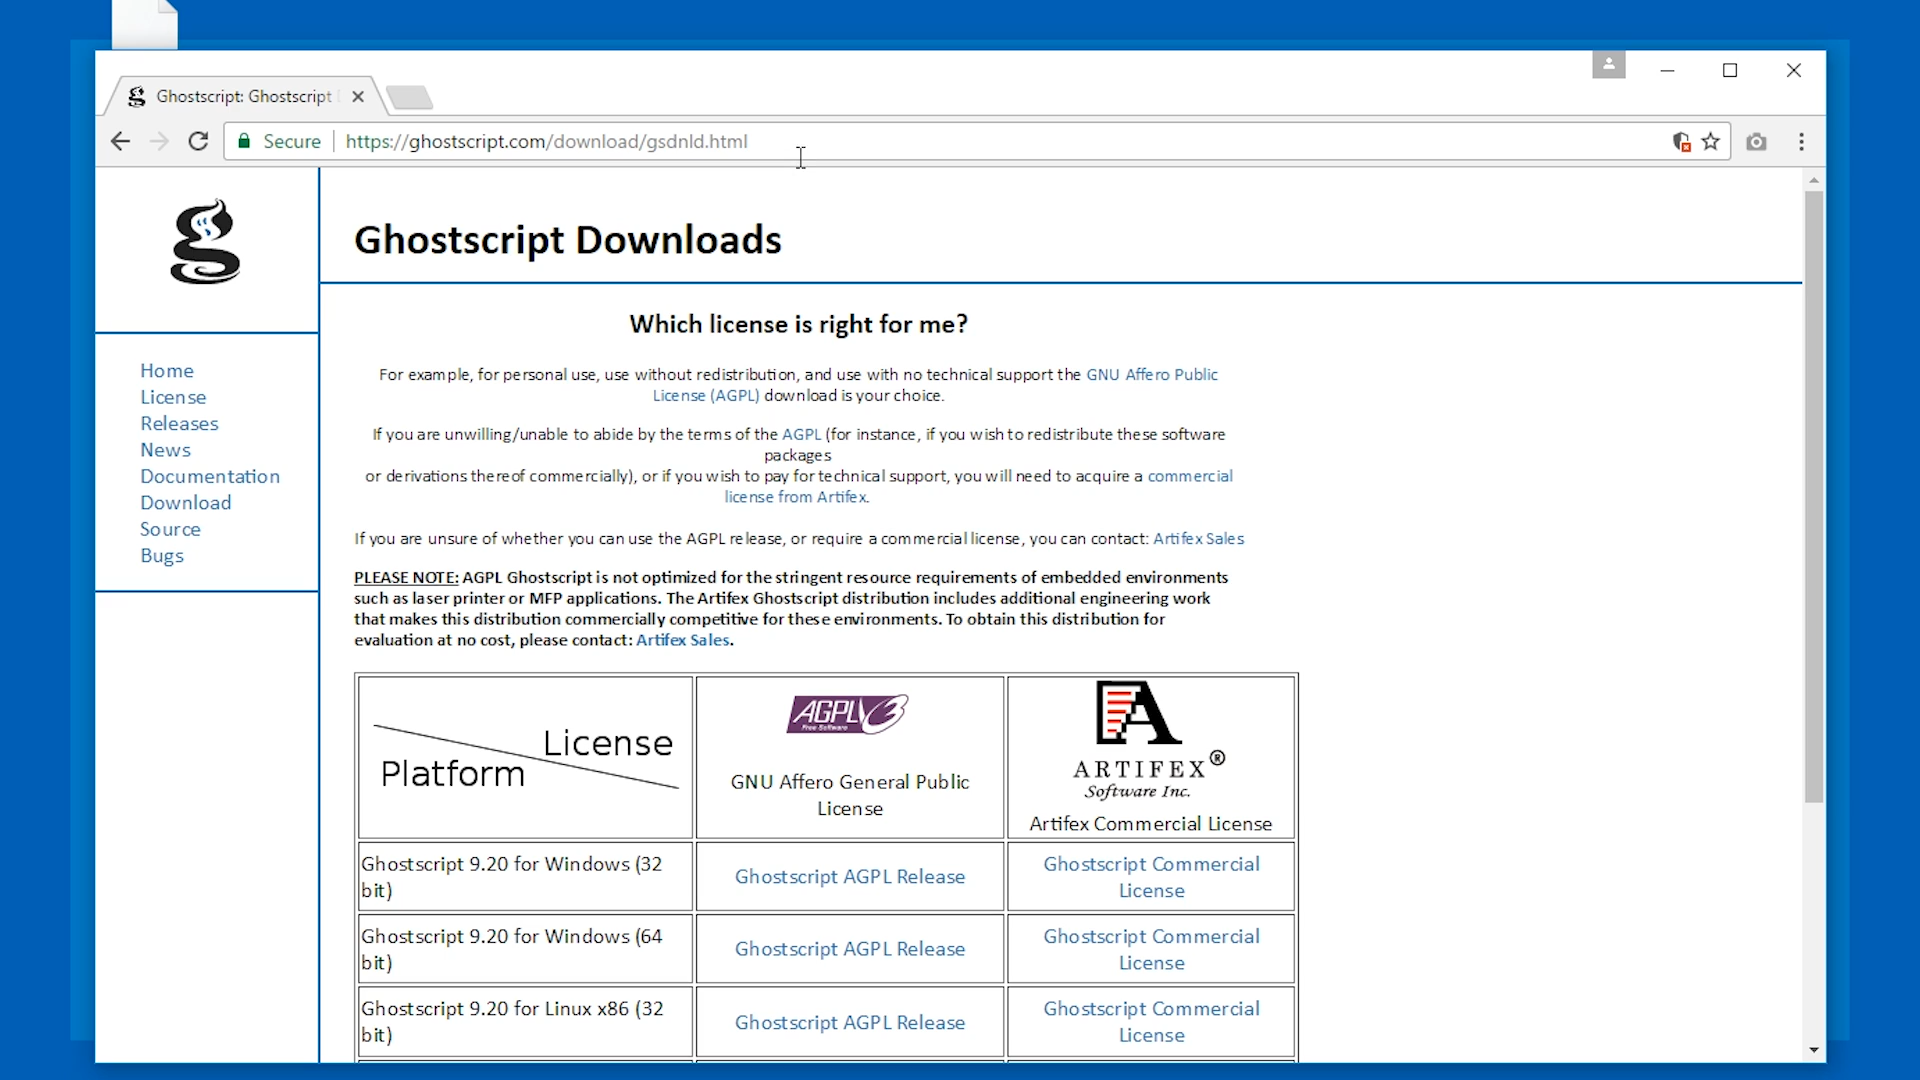 Ghostscript: Ghostscript
Secure
https://ghostscript.com/download/gsdnld.html
Ghostscript Downloads
Home
License
Releases
News
Documentation
Download
Source
Bugs
Which license is right for me?
For example, for personal use, use without redistribution, and use with no technical support the GNU Affero Public
License (AGPL) download is your choice.
If you are unwilling/unable to abide by the terms of the AGPL (for instance, if you wish to redistribute these software
packages
or derivations thereof commercially), or if you wish to pay for technical support, you will need to acquire a commercial
license from Artifex.
If you are unsure of whether you can use the AGPL release, or require a commercial license, you can contact: Artifex Sales
PLEASE NOTE: AGPL Ghostscript is not optimized for the stringent resource requirements of embedded environments
such as laser printer or MFP applications. The Artifex Ghostscript distribution includes additional engineering work
that makes this distribution commercially competitive for these environments. To obtain this distribution for
evaluation at no cost, please contact: Artifex Sales.
License
Platform
AGPLv3
Free Software
GNU Affero General Public
License
A
ARTIFEX®
Software Inc.
Artifex Commercial License
Ghostscript 9.20 for Windows (32
bit)
Ghostscript AGPL Release
Ghostscript Commercial
License
Ghostscript 9.20 for Windows (64
bit)
Ghostscript AGPL Release
Ghostscript Commercial
License
Ghostscript 9.20 for Linux x86 (32
bit)
Ghostscript AGPL Release
Ghostscript Commercial
License